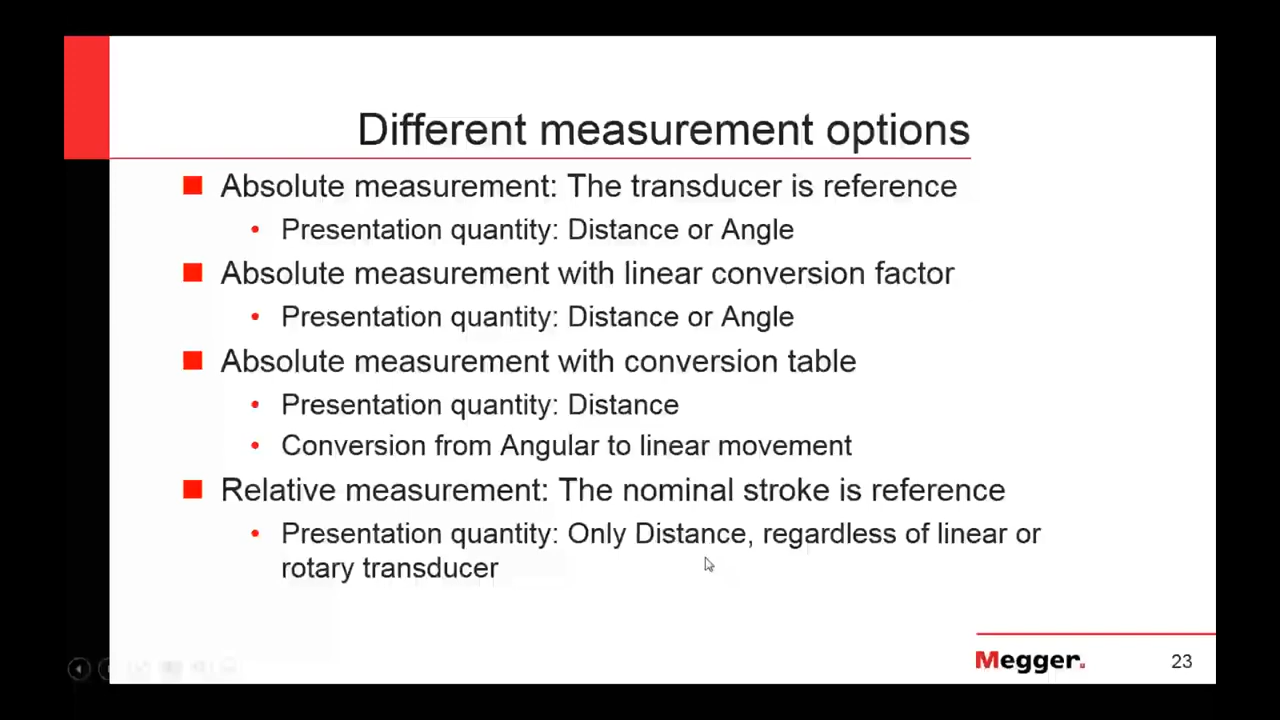 Different measurement options
Absolute measurement: The transducer is reference
Presentation quantity: Distance or Angle
Absolute measurement with linear conversion factor
Presentation quantity: Distance or Angle
Absolute measurement with conversion table
Presentation quantity: Distance
Conversion from Angular to linear movement
Relative measurement: The nominal stroke is reference
Presentation quantity: Only Distance, regardless of linear or
rotary transducer
Megger.
23